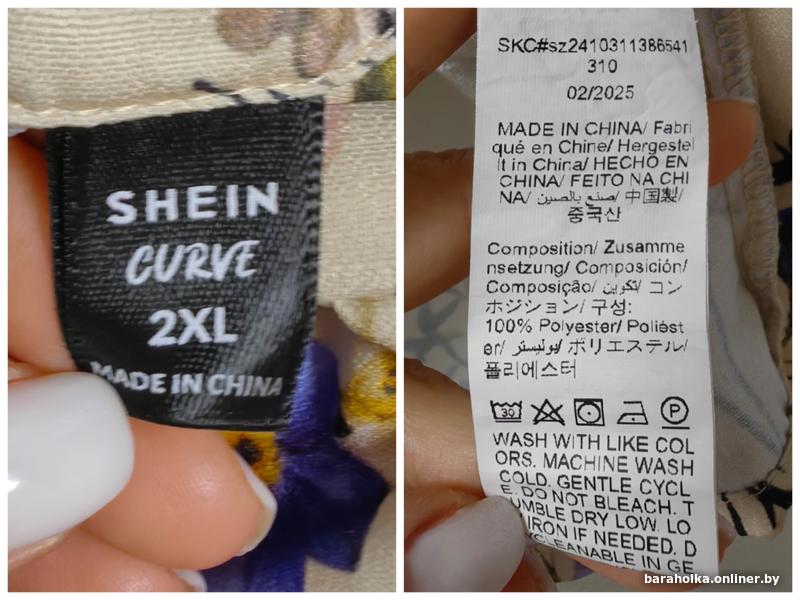 SHEIN
CURVE
2XL
MADE IN CHINA
SKC#sz2410311386541
310
02/2025
MADE IN CHINA/ Fabri
qué en Chine/ Hergestel
lt in China/ HECHO EN
CHINA/ FEITO NA CHI
NA/ صنع بالصين/ 中国製/
중국산
Composition/ Zusamme
nsetzung/ Composición/
Composição/ تكوين/ コン
ポジション/ 구성:
100% Polyester/ Poliést
er/ بوليستر/ ポリエステル/
폴리에스터
30 P
WASH WITH LIKE COL
ORS. MACHINE WASH
COLD. GENTLE CYCL
E. DO NOT BLEACH. T
UMBLE DRY LOW. LO
IRON IF NEEDED. D
YCLEANABLE IN GE
baraholka.onliner.by